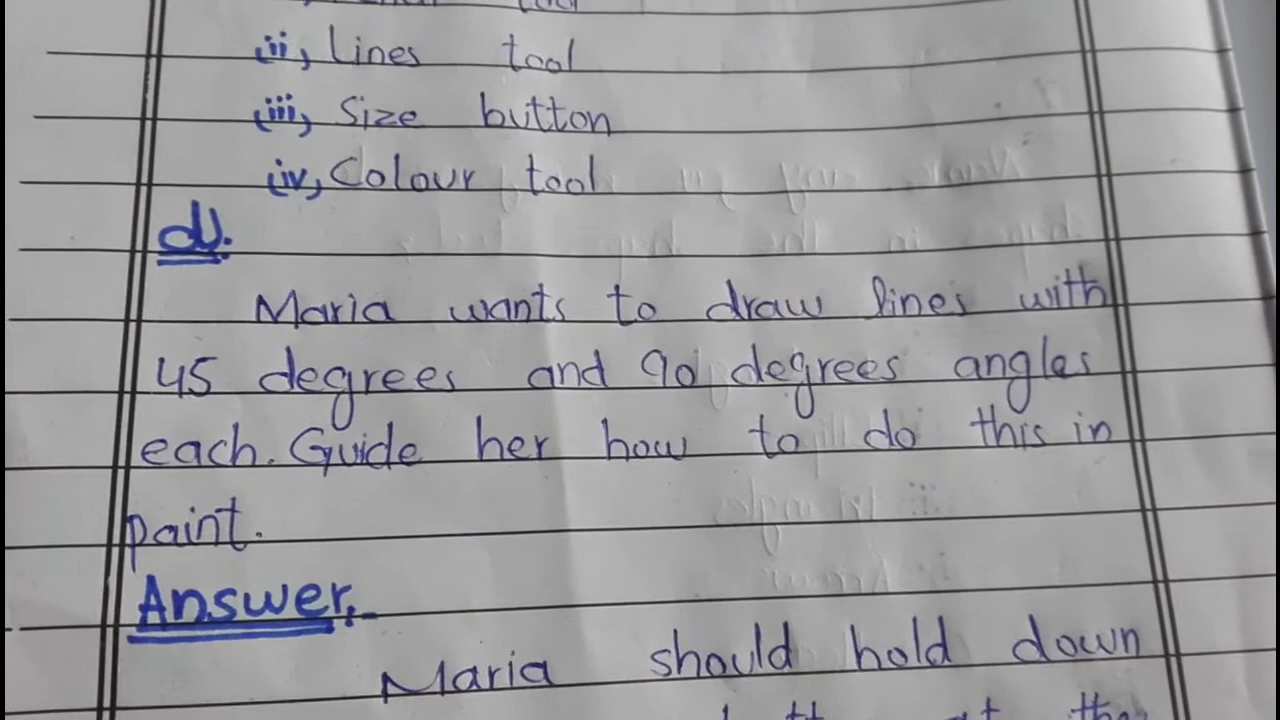 (ii) Lines tool
(iii) Size button
(iv) Colour tool
d).
Maria wants to draw lines with
45 degrees and 90 degrees angles
each. Guide her how to do this in
paint.
Answer.
Maria should hold down